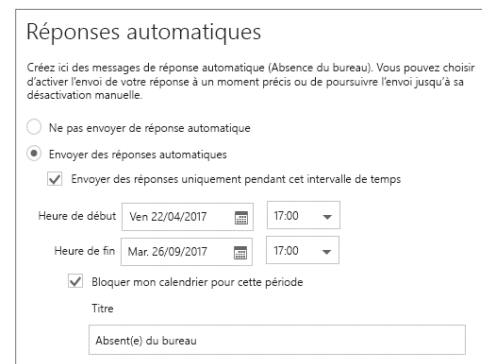 Réponses automatiques
Créez ici des messages de réponse automatique (Absence du bureau). Vous pouvez choisir
d'activer l'envoi de votre réponse à un moment précis ou de poursuivre l'envoi jusqu'à sa
désactivation manuelle.
Ne pas envoyer de réponse automatique
Envoyer des réponses automatiques
Envoyer des réponses uniquement pendant cet intervalle de temps
Heure de début Ven 22/04/2017 17:00
Heure de fin Mar. 26/09/2017 17:00
Bloquer mon calendrier pour cette période
Titre
Absent(e) du bureau